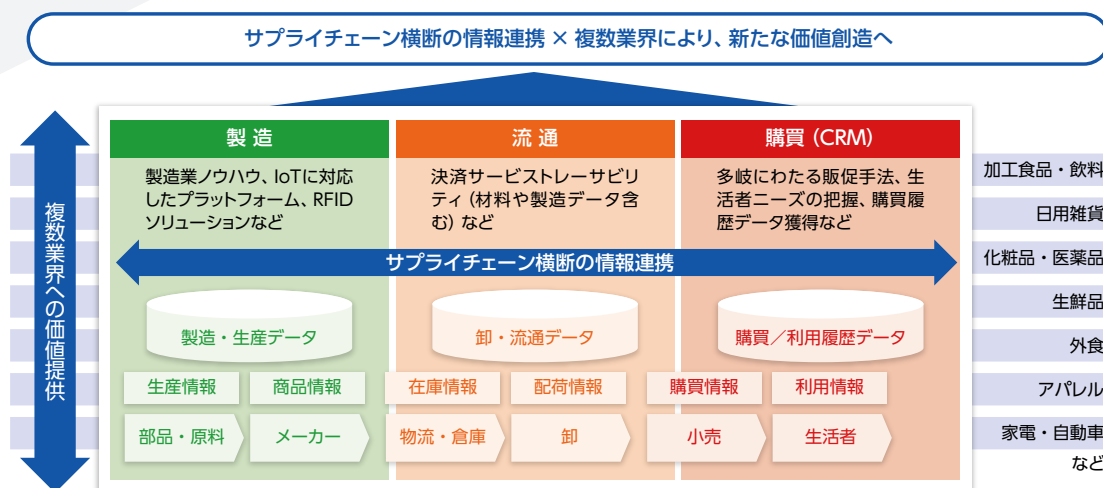 サプライチェーン横断の情報連携 × 複数業界により、新たな価値創造へ
複数業界への価値提供
製造
製造業ノウハウ、IoTに対応
したプラットフォーム、RFID
ソリューションなど
流通
決済サービストレーサビリ
ティ（材料や製造データ含
む）など
購買（CRM）
多岐にわたる販促手法、生
活者ニーズの把握、購買履
歴データ獲得など
サプライチェーン横断の情報連携
製造・生産データ
卸・流通データ
購買／利用履歴データ
生産情報
商品情報
在庫情報
配荷情報
購買情報
利用情報
部品・原料
メーカー
物流・倉庫
卸
小売
生活者
加工食品・飲料
日用雑貨
化粧品・医薬品
生鮮品
外食
アパレル
家電・自動車
など